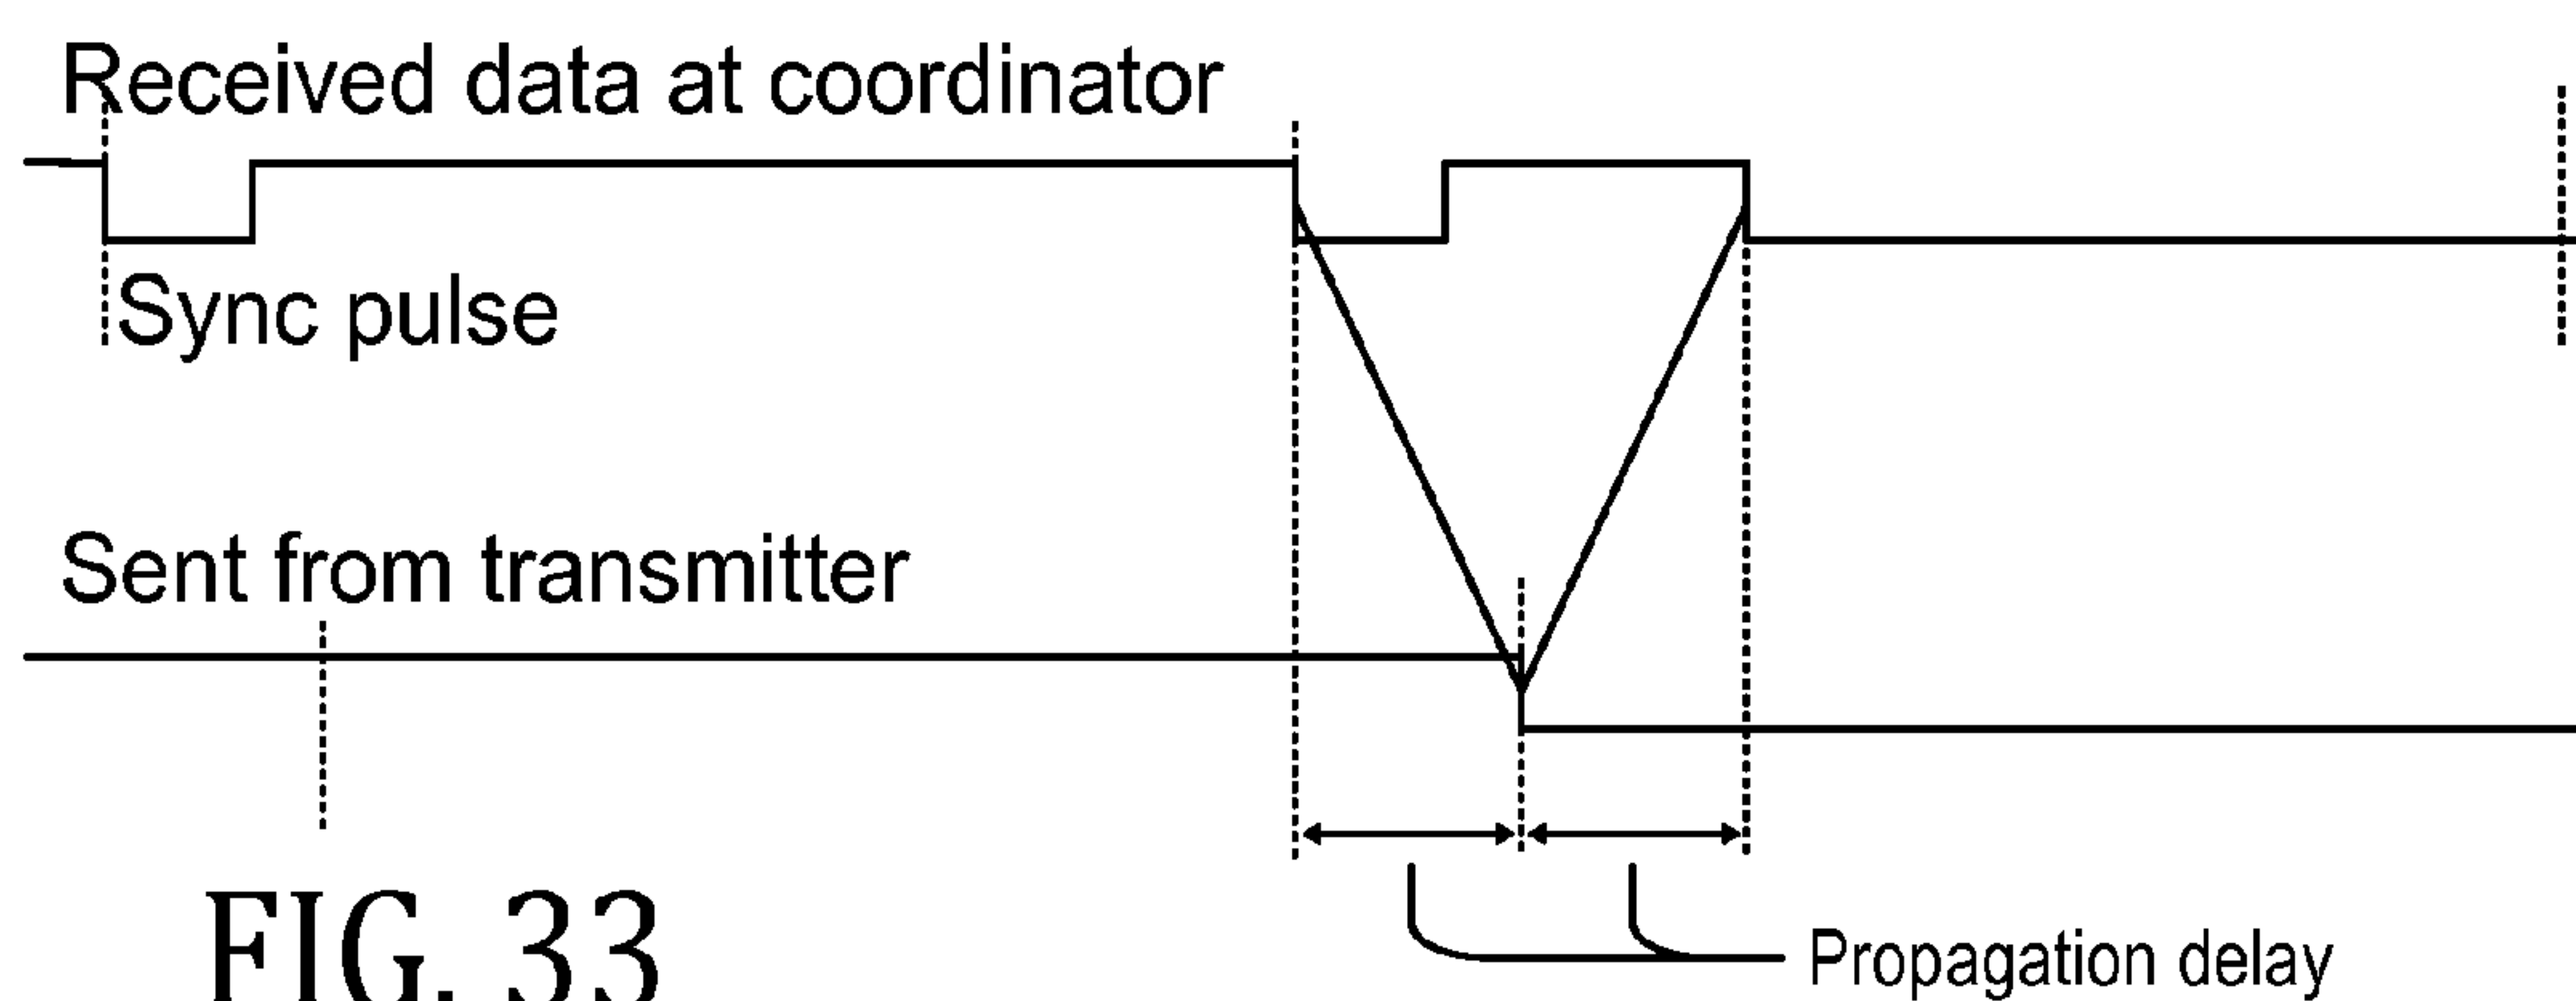 Received data at coordinator
Sync pulse
Sent from transmitter
Propagation delay
FIG. 33